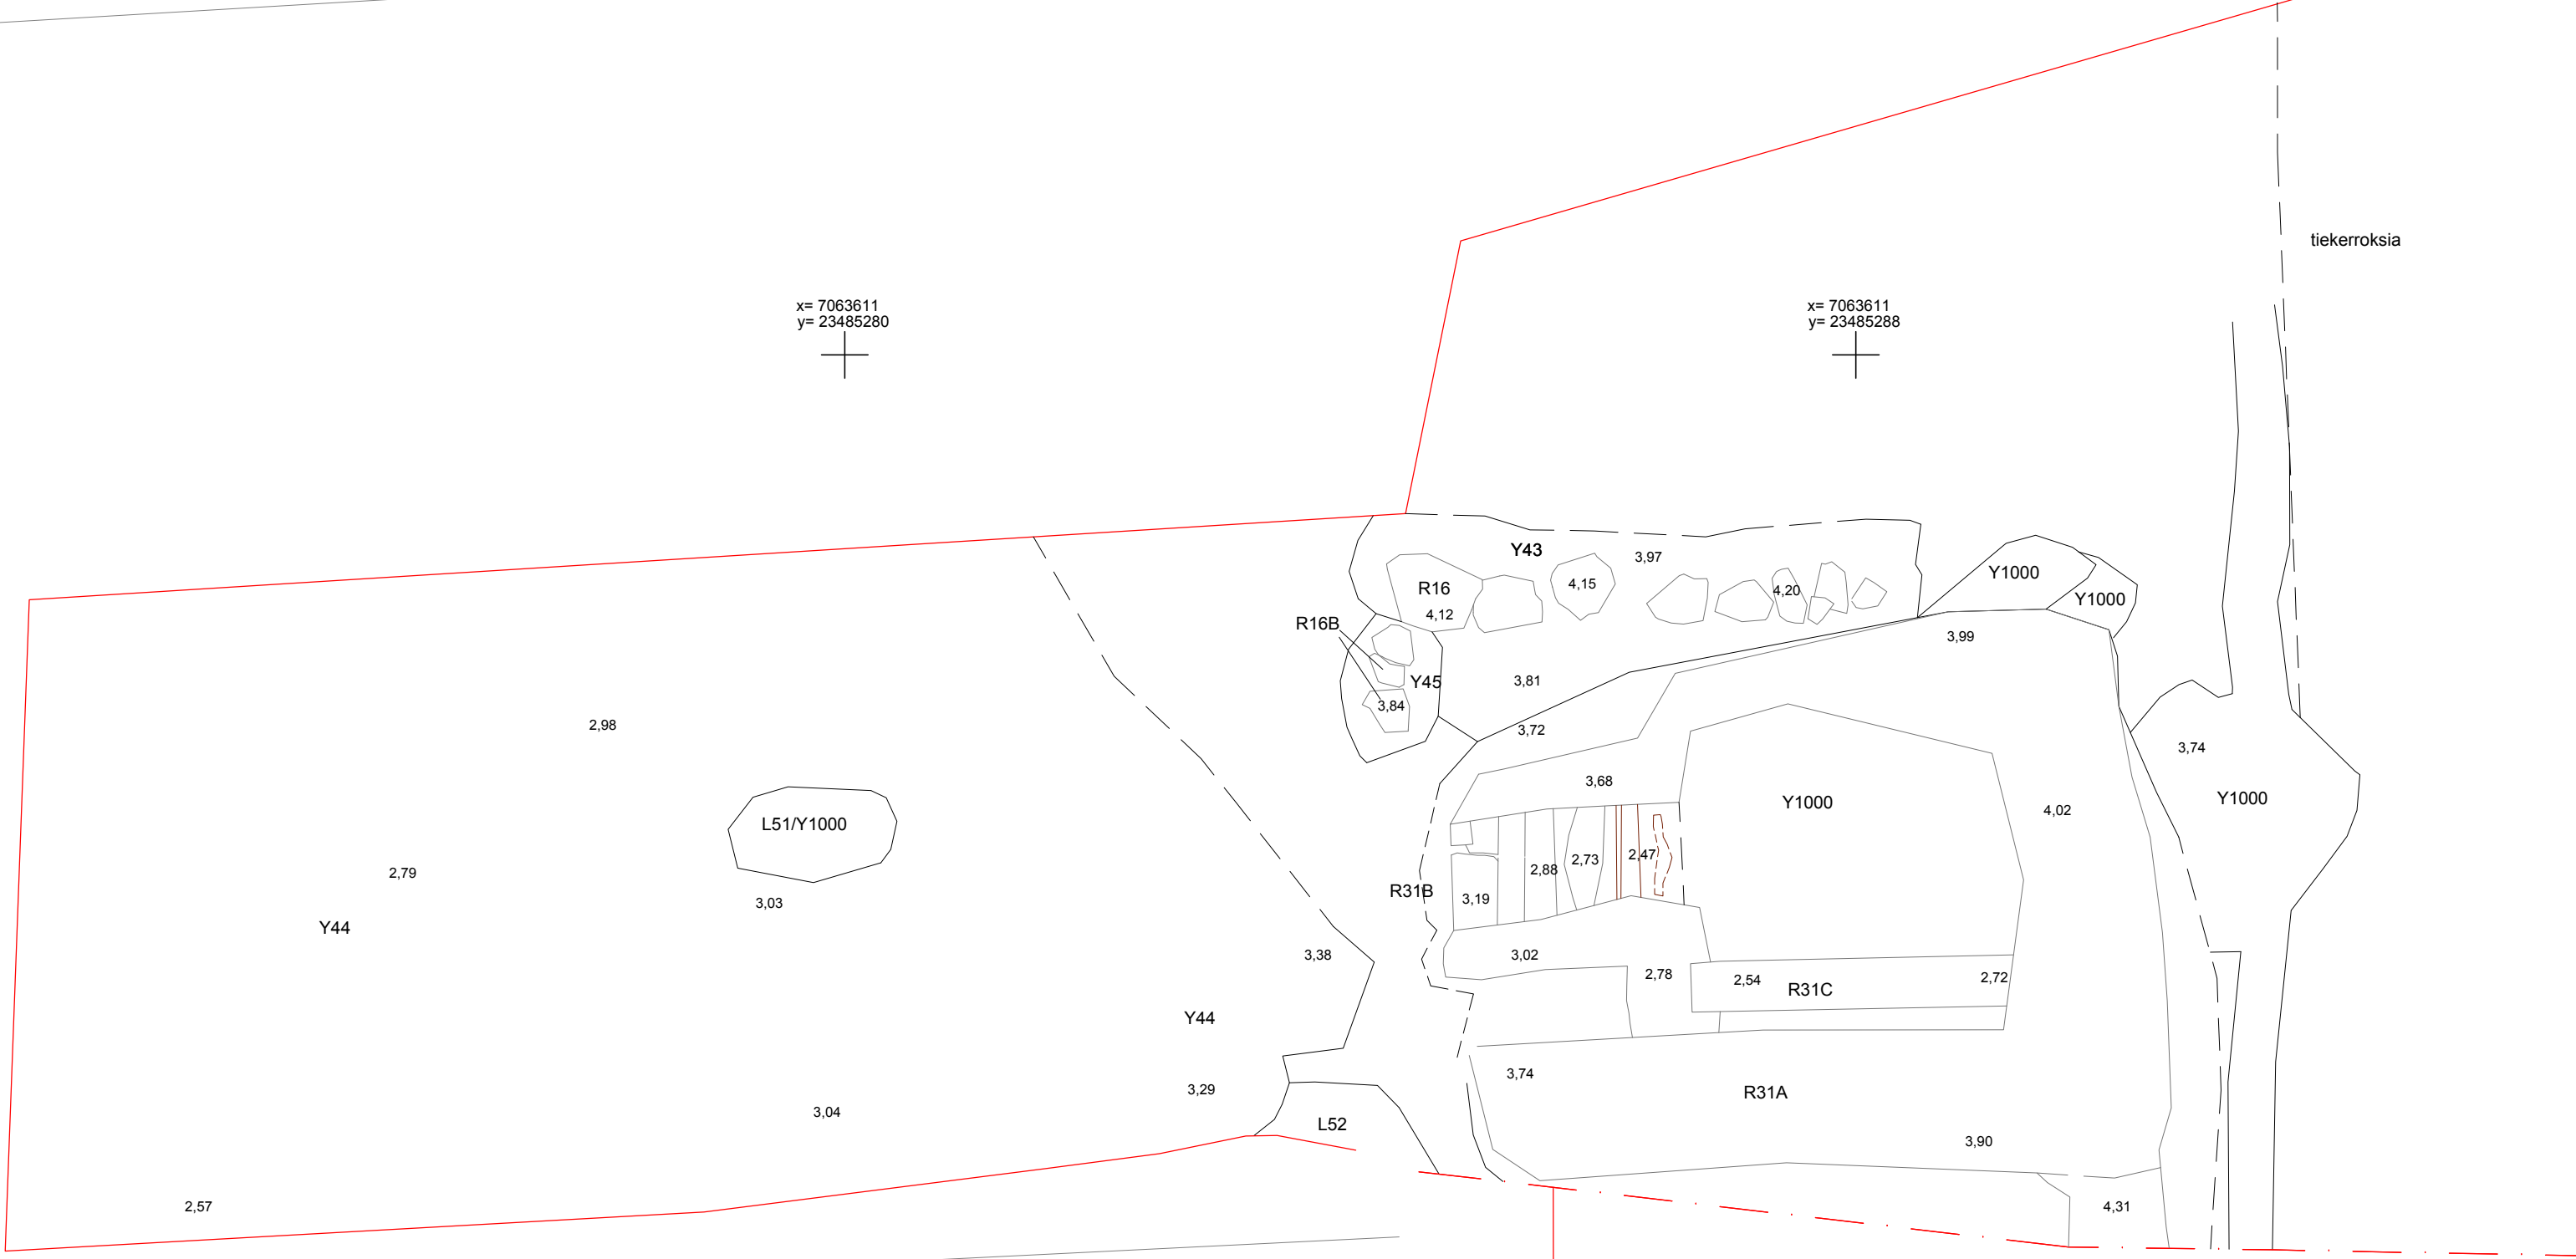 tiekerroksia
x= 7063611
y= 23485280
x= 7063611
y= 23485288
Y43
3,97
Y1000
4,15
R16
4,20
Y1000
4,12
R16B
3,99
3,81
Y45
3,84
2,98
3,72
3,74
3,68
Y1000
Y1000
4,02
L51/Y1000
2,47
2,73
2,88
2,79
R31B
3,19
3,03
Y44
3,38
3,02
2,78
2,54
2,72
R31C
Y44
3,74
3,29
R31A
3,04
L52
3,90
2,57
4,31